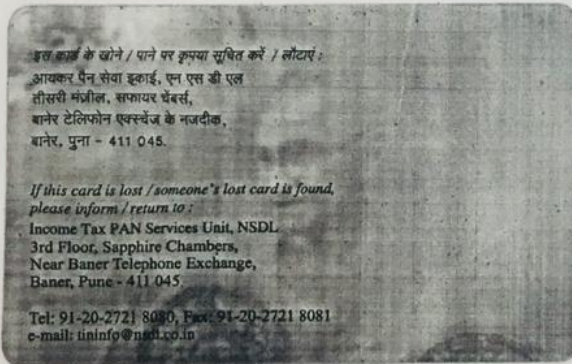 इस कार्ड के खोने / पाने पर कृपया सूचित करें / लौटाएं :
आयकर पैन सेवा इकाई, एन एस डी एल
तीसरी मंज़ील, सफायर चेंबर्स,
बानेर टेलिफोन एक्स्चेंज के नजदीक,
बानेर, पुना - 411 045.
If this card is lost / someone's lost card is found,
please inform / return to :
Income Tax PAN Services Unit, NSDL
3rd Floor, Sapphire Chambers,
Near Baner Telephone Exchange,
Baner, Pune - 411 045.
Tel: 91-20-2721 8080, Fax: 91-20-2721 8081
e-mail: tininfo@nsdl.co.in